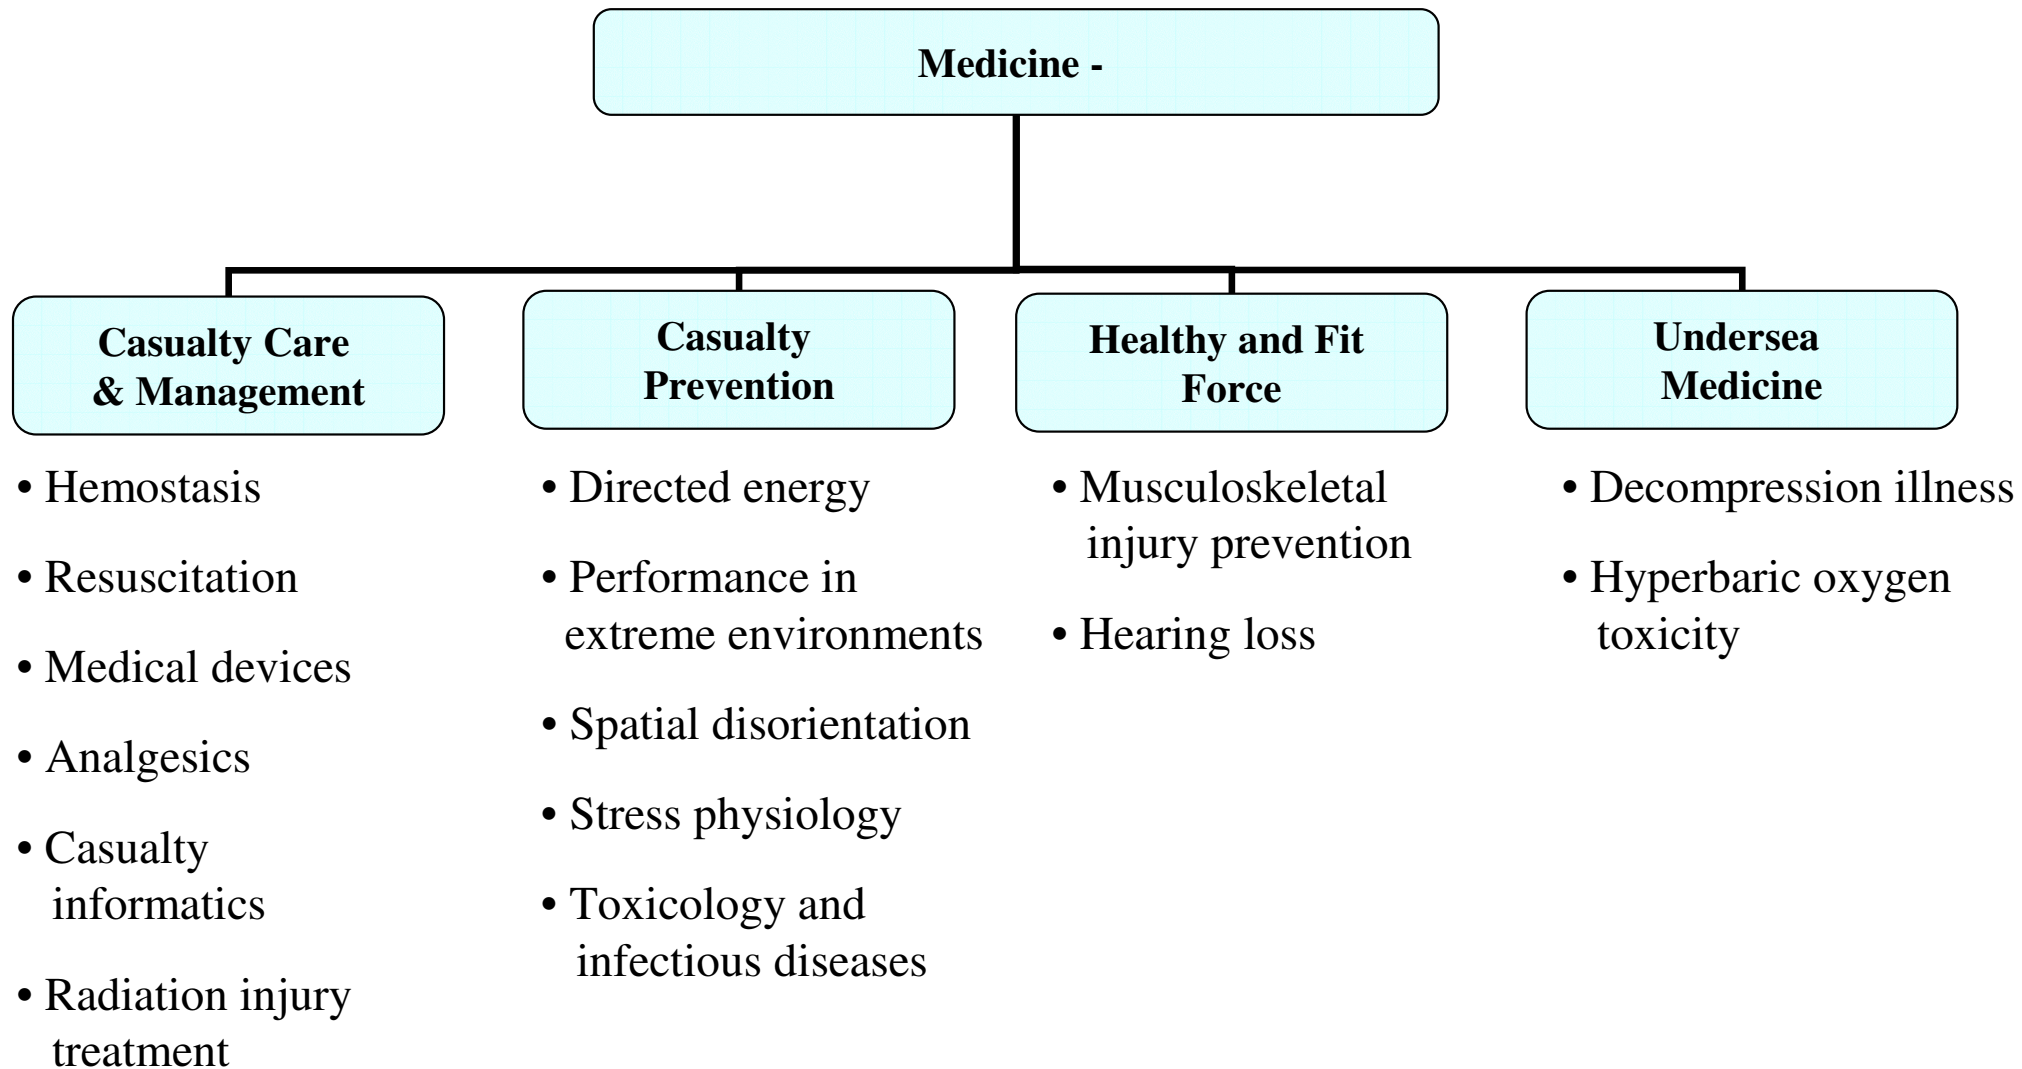 Medicine -
Casualty Care
& Management
• Hemostasis
• Resuscitation
• Medical devices
• Analgesics
• Casualty
informatics
• Radiation injury
treatment
Casualty
Prevention
• Directed energy
• Performance in
extreme environments
• Spatial disorientation
• Stress physiology
• Toxicology and
infectious diseases
Healthy and Fit
Force
• Musculoskeletal
injury prevention
• Hearing loss
Undersea
Medicine
• Decompression illness
• Hyperbaric oxygen
toxicity